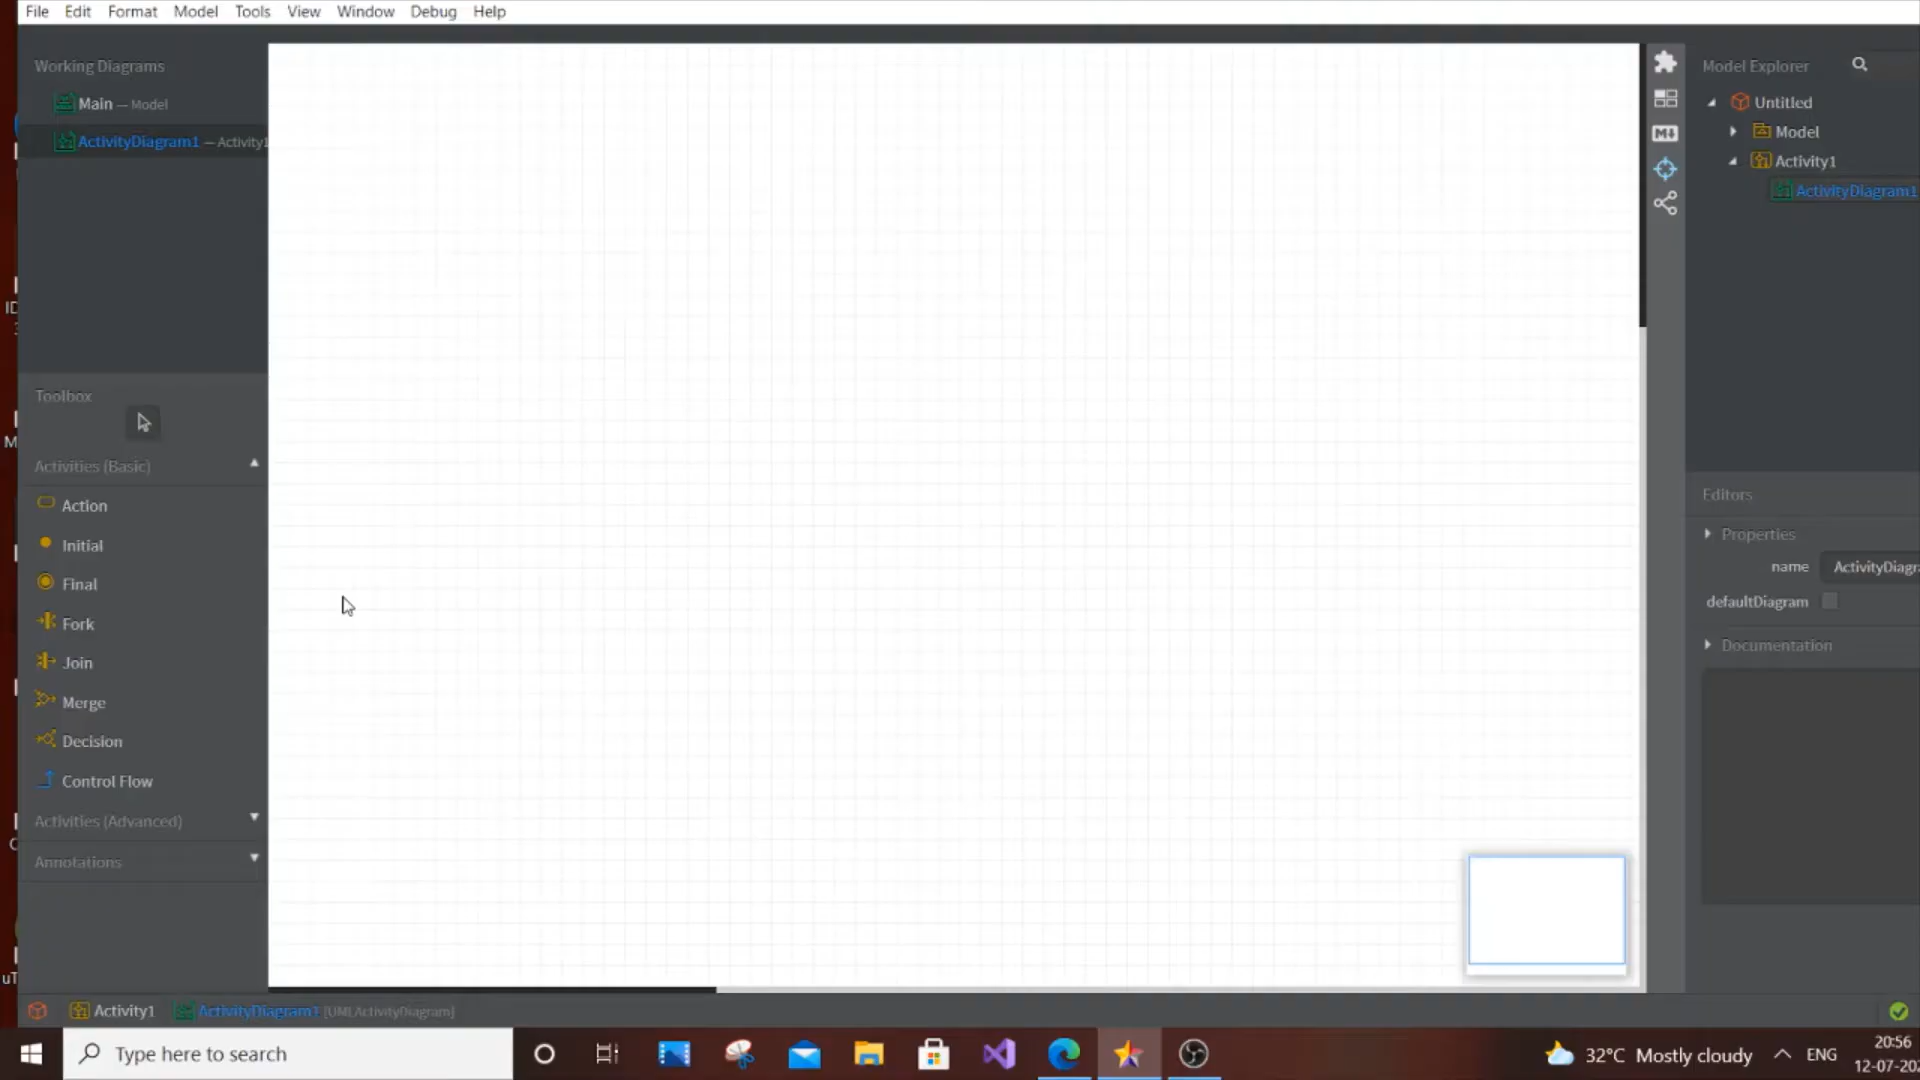 File Edit Format Model Tools View Window Debug Help
Working Diagrams
Main — Model
ActivityDiagram1 — Activity1
Toolbox
Activities (Basic)
Action
Initial
Final
Fork
Join
Merge
Decision
Control Flow
Activities (Advanced)
Annotations
M
Model Explorer
Untitled
Model
Activity1
ActivityDiagram1
Editors
Properties
name ActivityDiagr
defaultDiagram
Documentation
Activity1 ActivityDiagram1 [UMLActivityDiagram]
Type here to search
32°C Mostly cloudy ENG
20:56
12-07-202